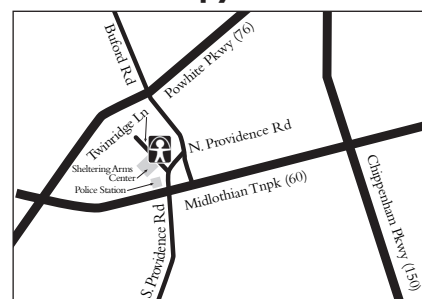 Buford Rd
Powhite Pkwy (76)
Twinridge Ln
N. Providence Rd
Sheltering Arms
Center
Police Station
Midlothian Tnpk (60)
Chippenham Pkwy (150)
S. Providence Rd